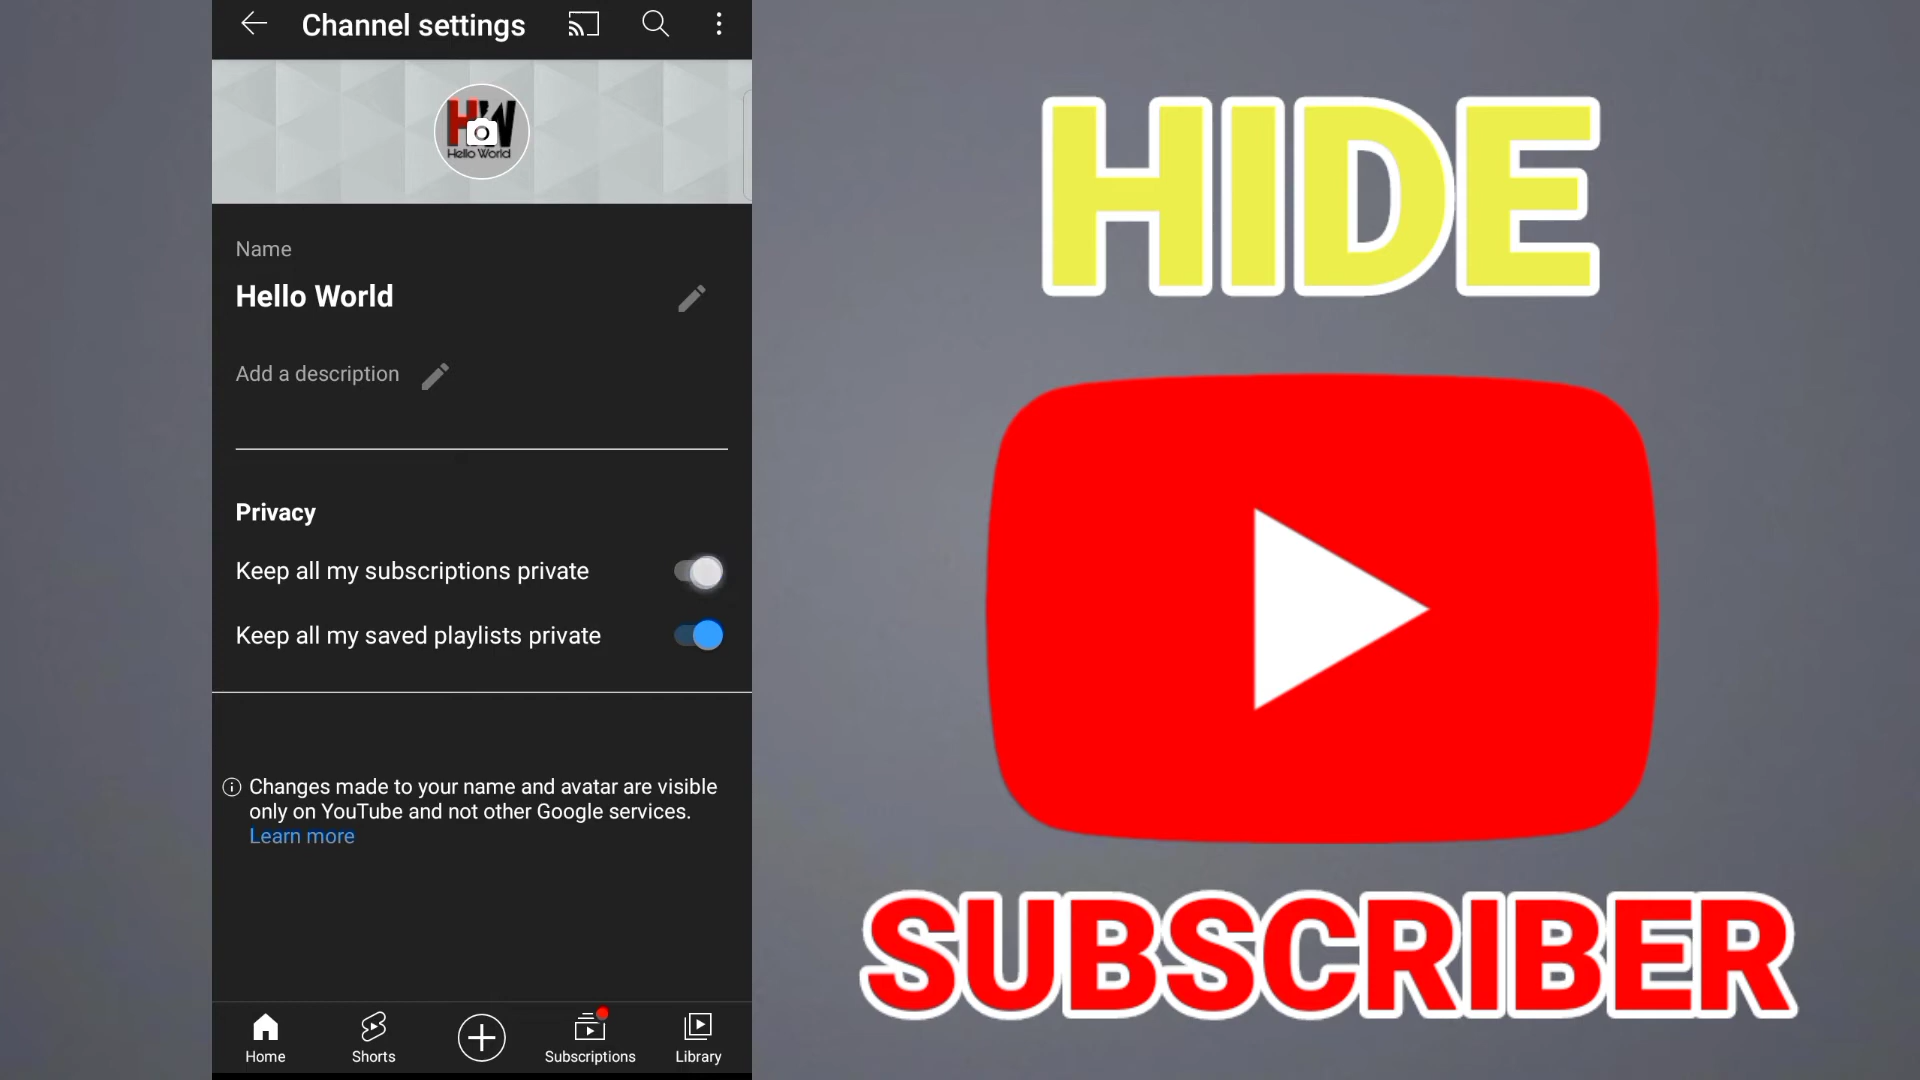 Channel settings
HW
Hello World
Name
Hello World
Add a description
Privacy
Keep all my subscriptions private
Keep all my saved playlists private
Changes made to your name and avatar are visible
only on YouTube and not other Google services.
Learn more
Home
Shorts
Subscriptions
Library
HIDE
SUBSCRIBER